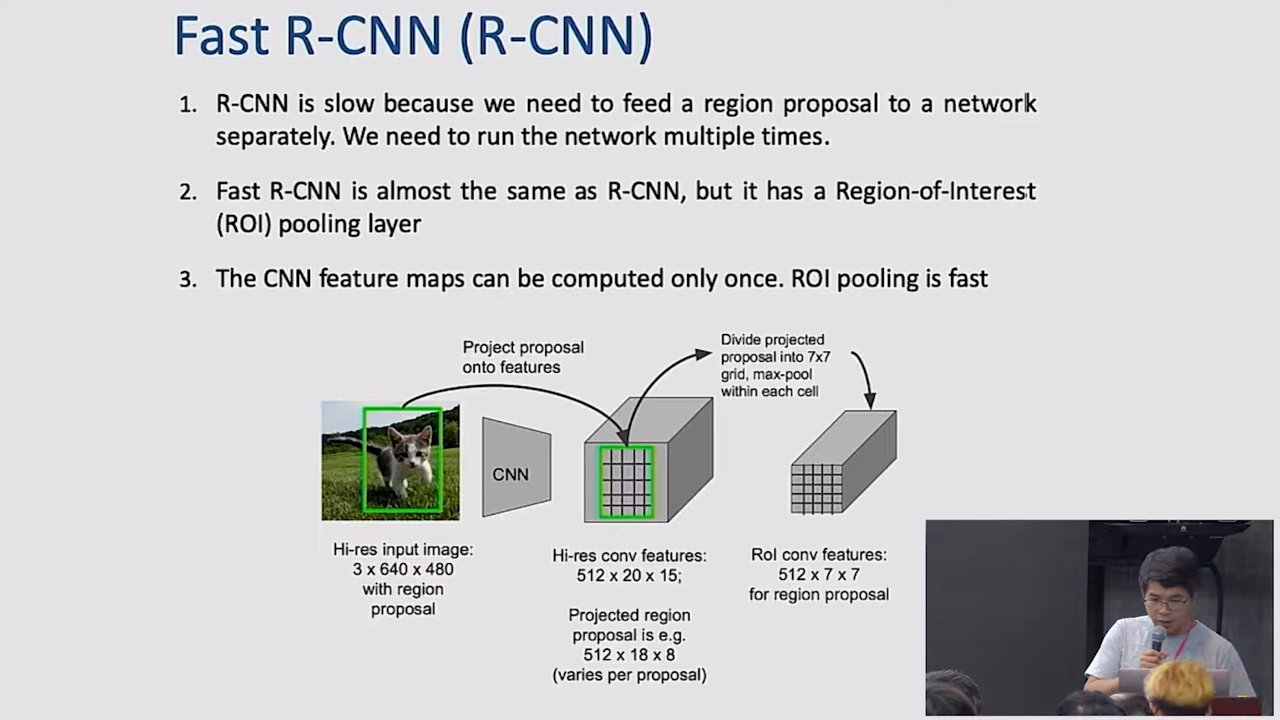 Fast R-CNN (R-CNN)
1. R-CNN is slow because we need to feed a region proposal to a network
separately. We need to run the network multiple times.
2. Fast R-CNN is almost the same as R-CNN, but it has a Region-of-Interest
(ROI) pooling layer
3. The CNN feature maps can be computed only once. ROI pooling is fast
Project proposal
onto features
Divide projected
proposal into 7x7
grid, max-pool
within each cell
CNN
Hi-res input image:
3 x 640 x 480
with region
proposal
Hi-res conv features:
512 x 20 x 15;
Projected region
proposal is e.g.
512 x 18 x 8
(varies per proposal)
RoI conv features:
512 x 7 x 7
for region proposal